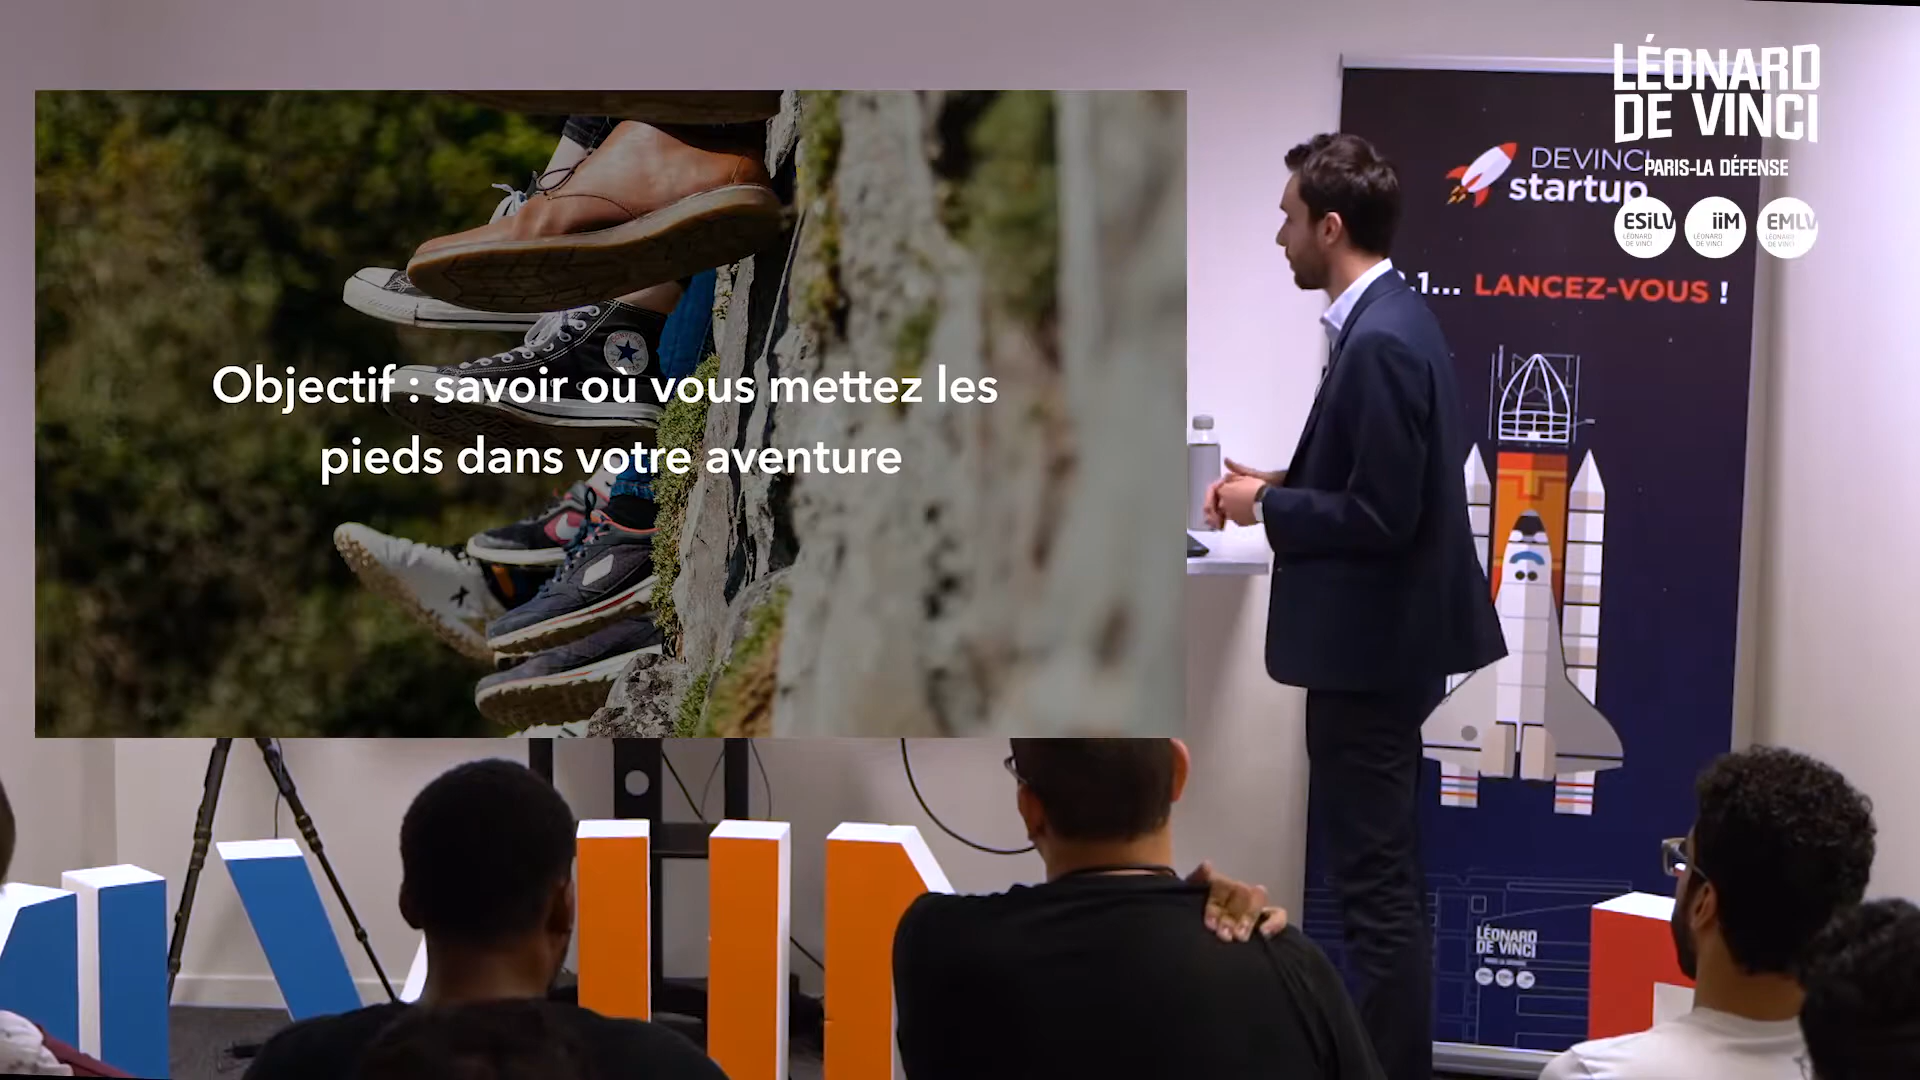 Objectif : savoir où vous mettez les
pieds dans votre aventure
LÉONARD
DE VINCI
PARIS-LA DÉFENSE
ESILV
LÉONARD
DE VINCI
iiM
LÉONARD
DE VINCI
EMLV
LÉONARD
DE VINCI
DEVINCI
startup
.1... LANCEZ-VOUS !
CONVERSE
LÉONARD
DE VINCI